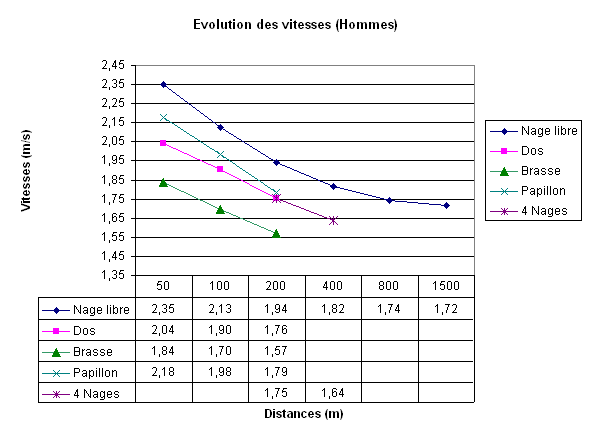 Evolution des vitesses (Hommes)
Vitesses (m/s)
2,45
2,35
2,25
2,15
2,05
1,95
1,85
1,75
1,65
1,55
1,45
1,35
Nage libre
Dos
Brasse
Papillon
4 Nages
50 100 200 400 800 1500
Nage libre 2,35 2,13 1,94 1,82 1,74 1,72
Dos 2,04 1,90 1,76
Brasse 1,84 1,70 1,57
Papillon 2,18 1,98 1,79
4 Nages 1,75 1,64
Distances (m)